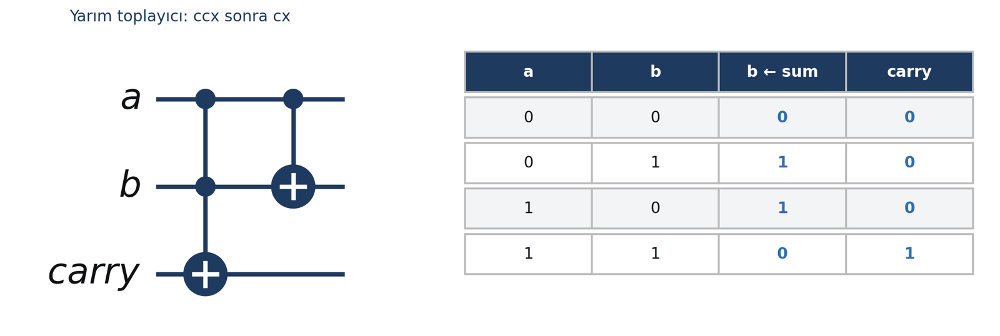 Yarım toplayıcı: ccx sonra cx
a
b
carry
a b b ← sum carry
0 0 0 0
0 1 1 0
1 0 1 0
1 1 0 1